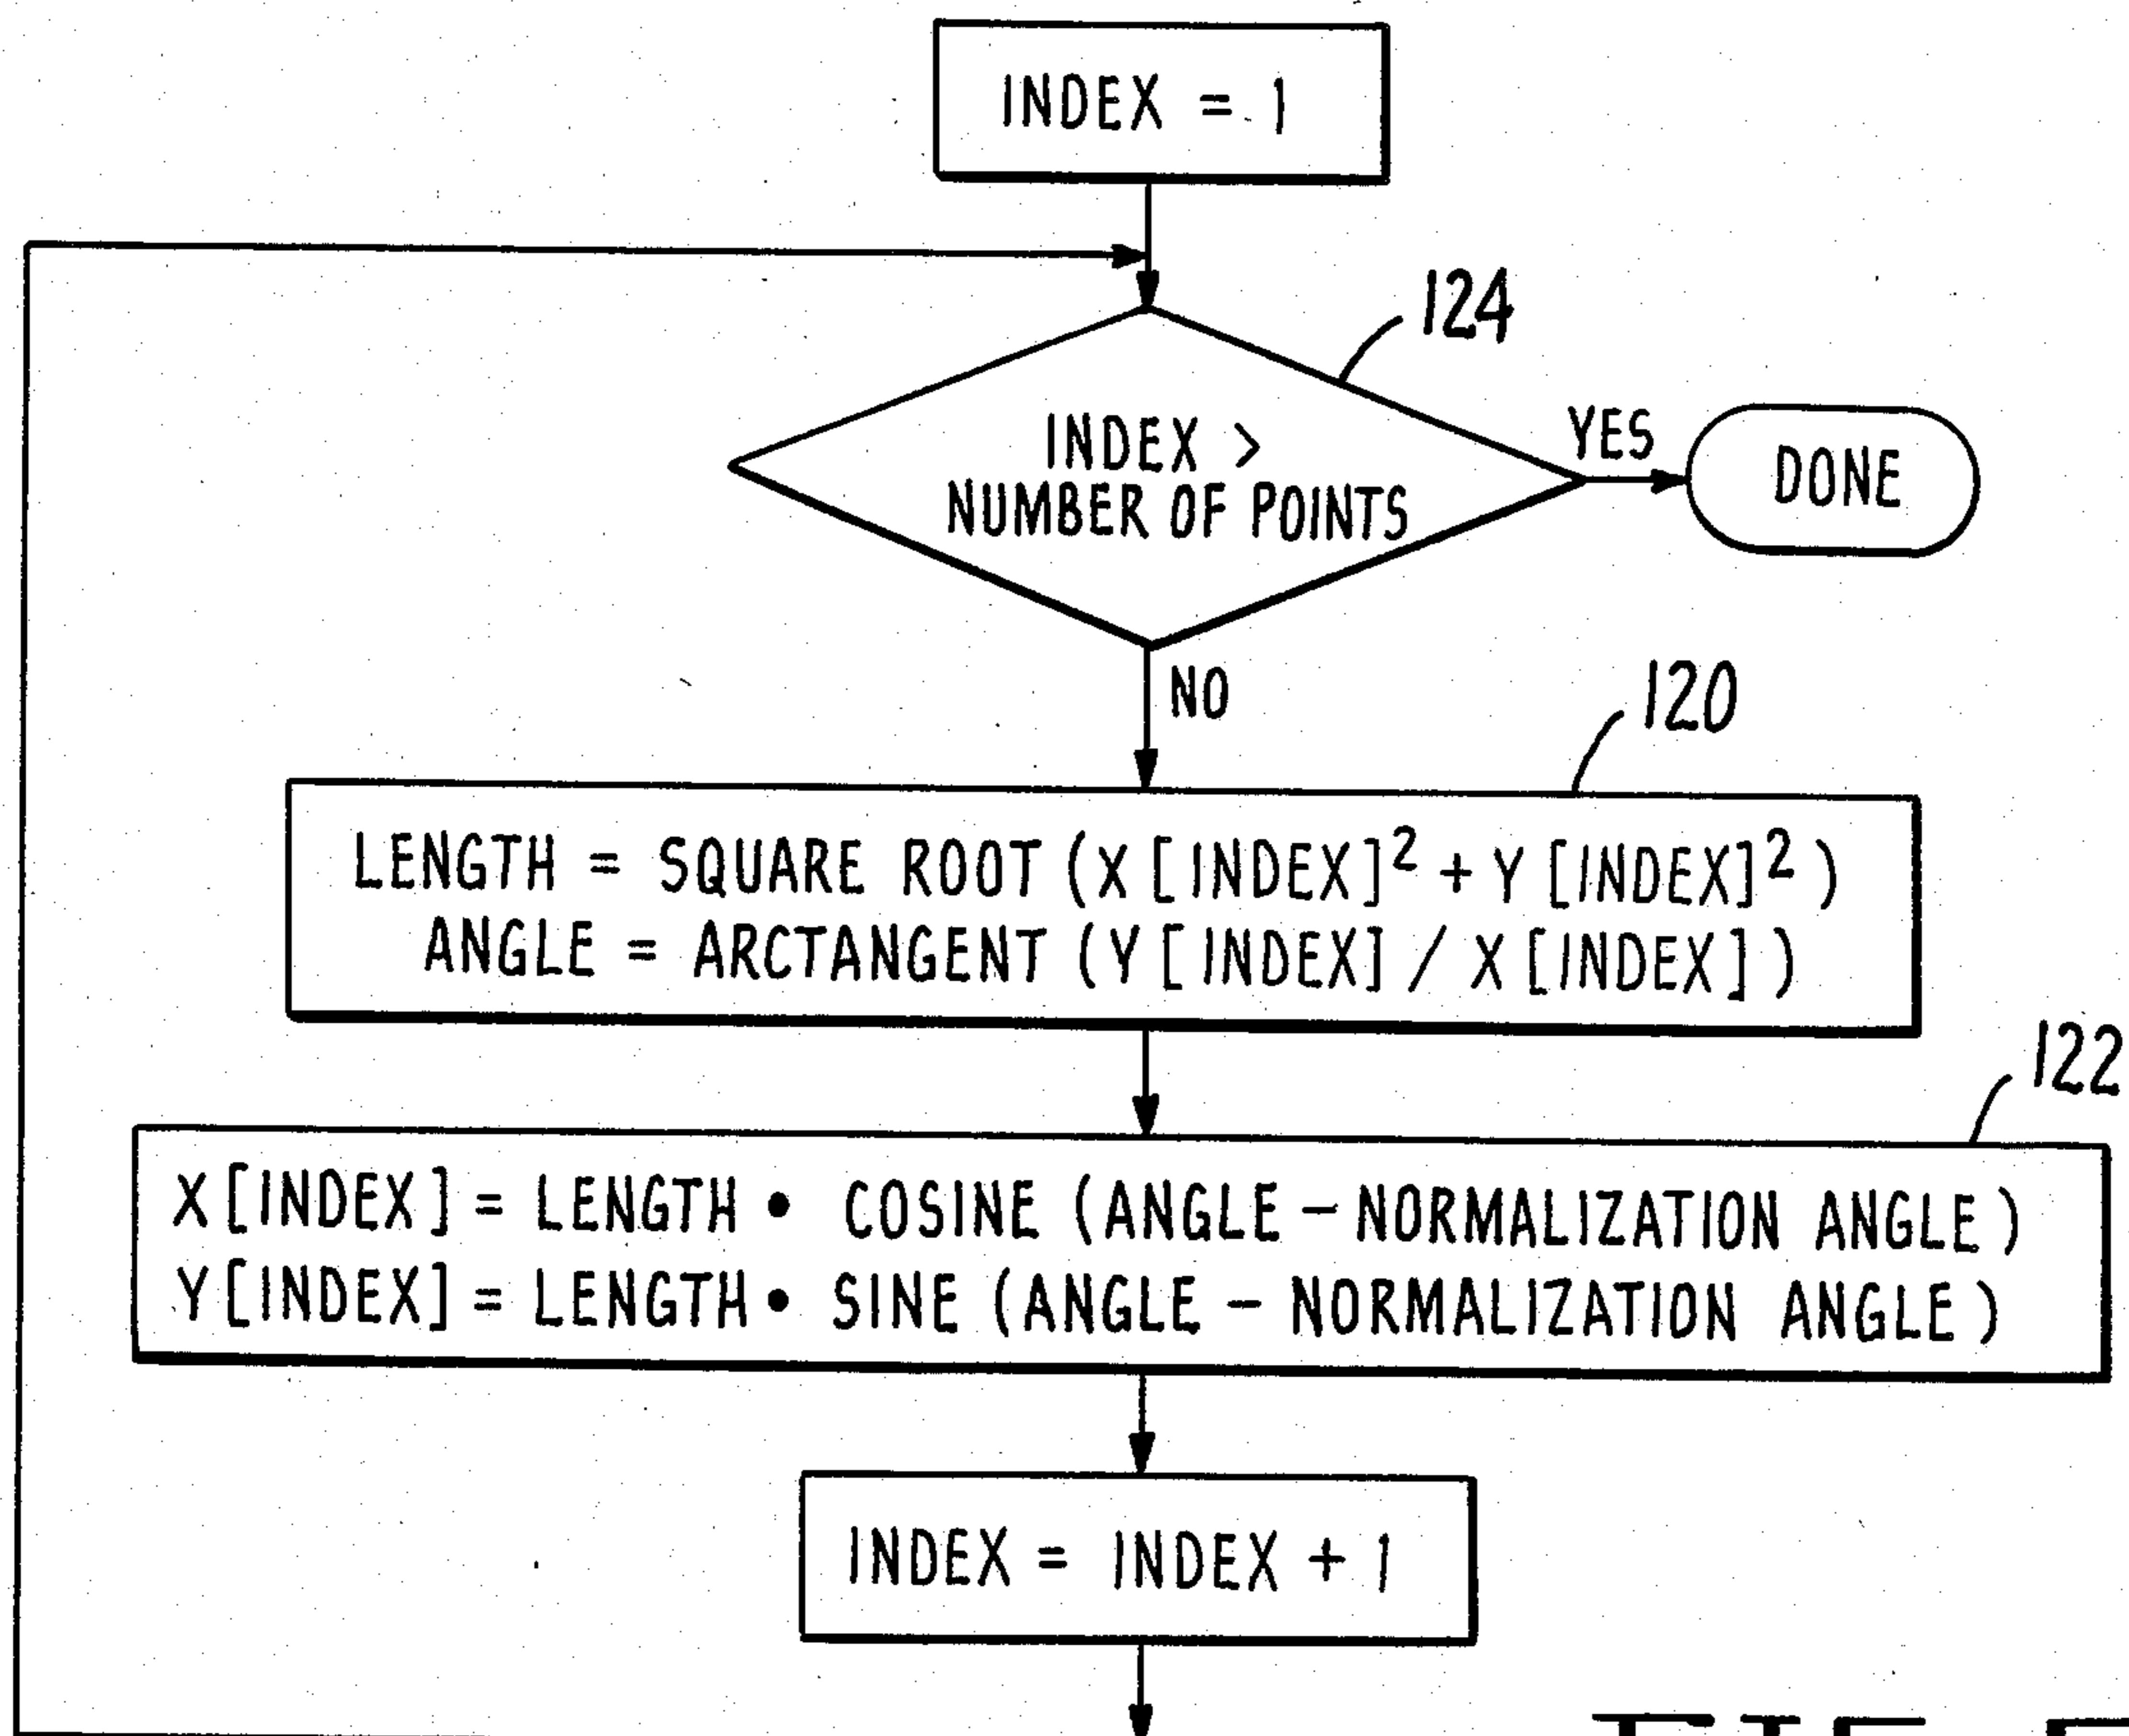 INDEX = 1
124
INDEX >
NUMBER OF POINTS
YES
DONE
NO
120
LENGTH = SQUARE ROOT (X [INDEX]² + Y [INDEX]²)
ANGLE = ARCTANGENT (Y [INDEX] / X [INDEX])
122
X [INDEX] = LENGTH • COSINE (ANGLE – NORMALIZATION ANGLE)
Y [INDEX] = LENGTH • SINE (ANGLE – NORMALIZATION ANGLE)
INDEX = INDEX + 1